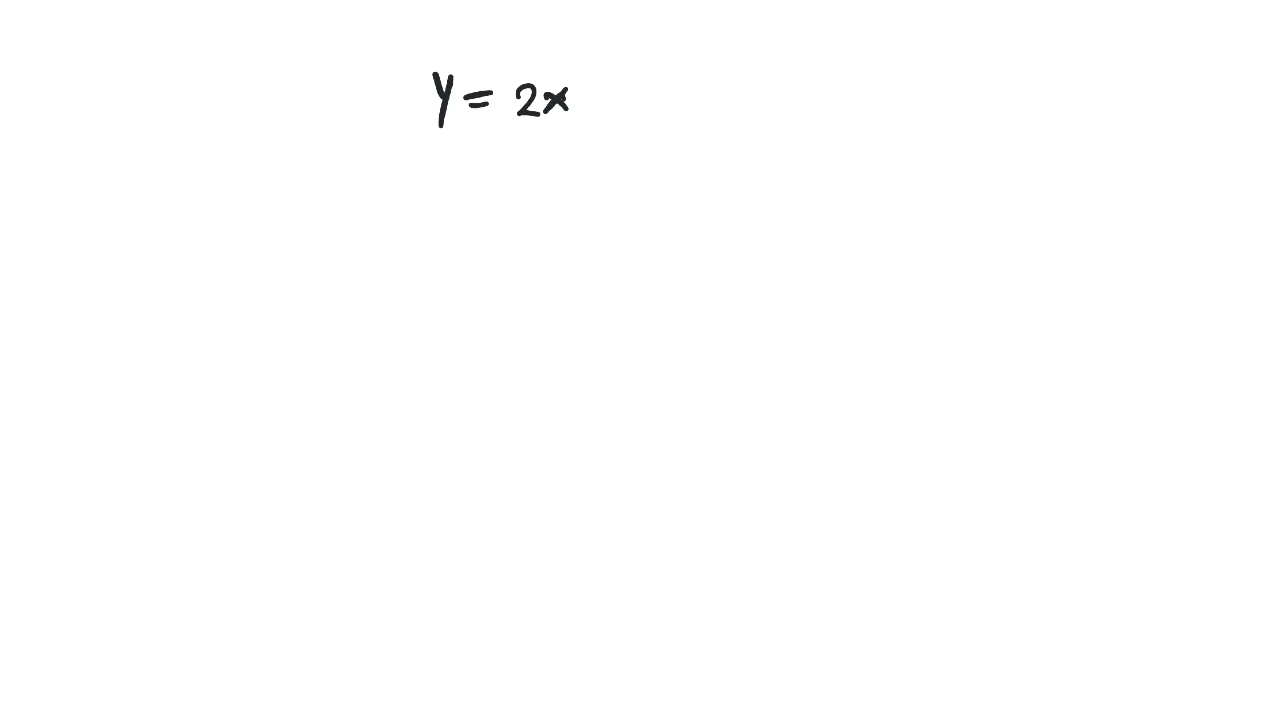 y = 2x